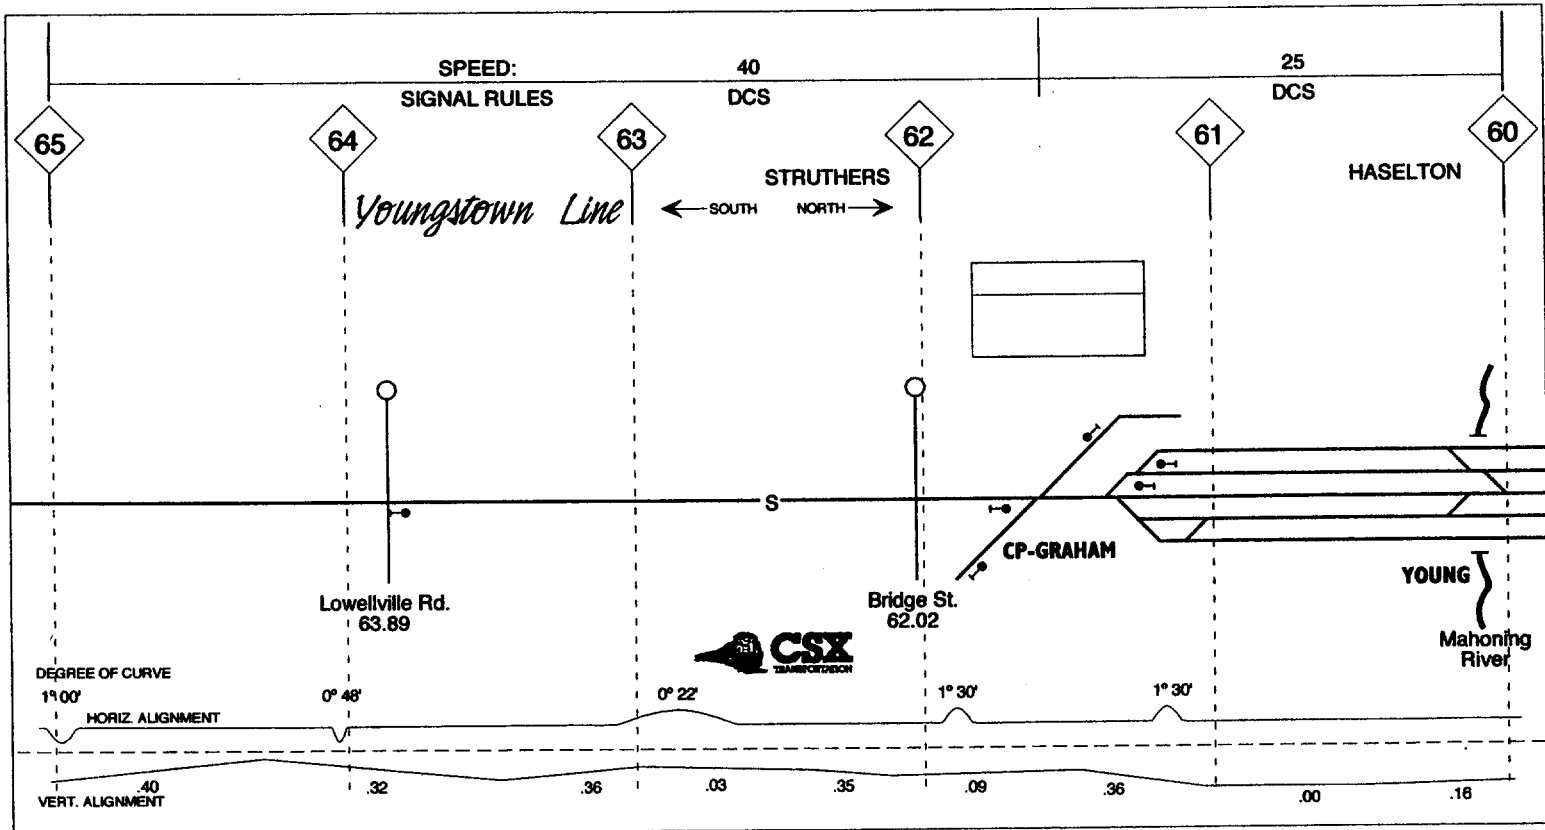 SPEED: 40 25
SIGNAL RULES DCS DCS
65 64 63 62 61 60
STRUTHERS HASELTON
Youngstown Line SOUTH NORTH
S
CP-GRAHAM
YOUNG
Lowellville Rd.
63.89
Bridge St.
62.02
Mahoning
River
CSX
TRANSPORTATION
DEGREE OF CURVE
1° 00' 0° 48' 0° 22' 1° 30' 1° 30'
HORIZ. ALIGNMENT
.40 .32 .36 .03 .35 .09 .36 .00 .16
VERT. ALIGNMENT